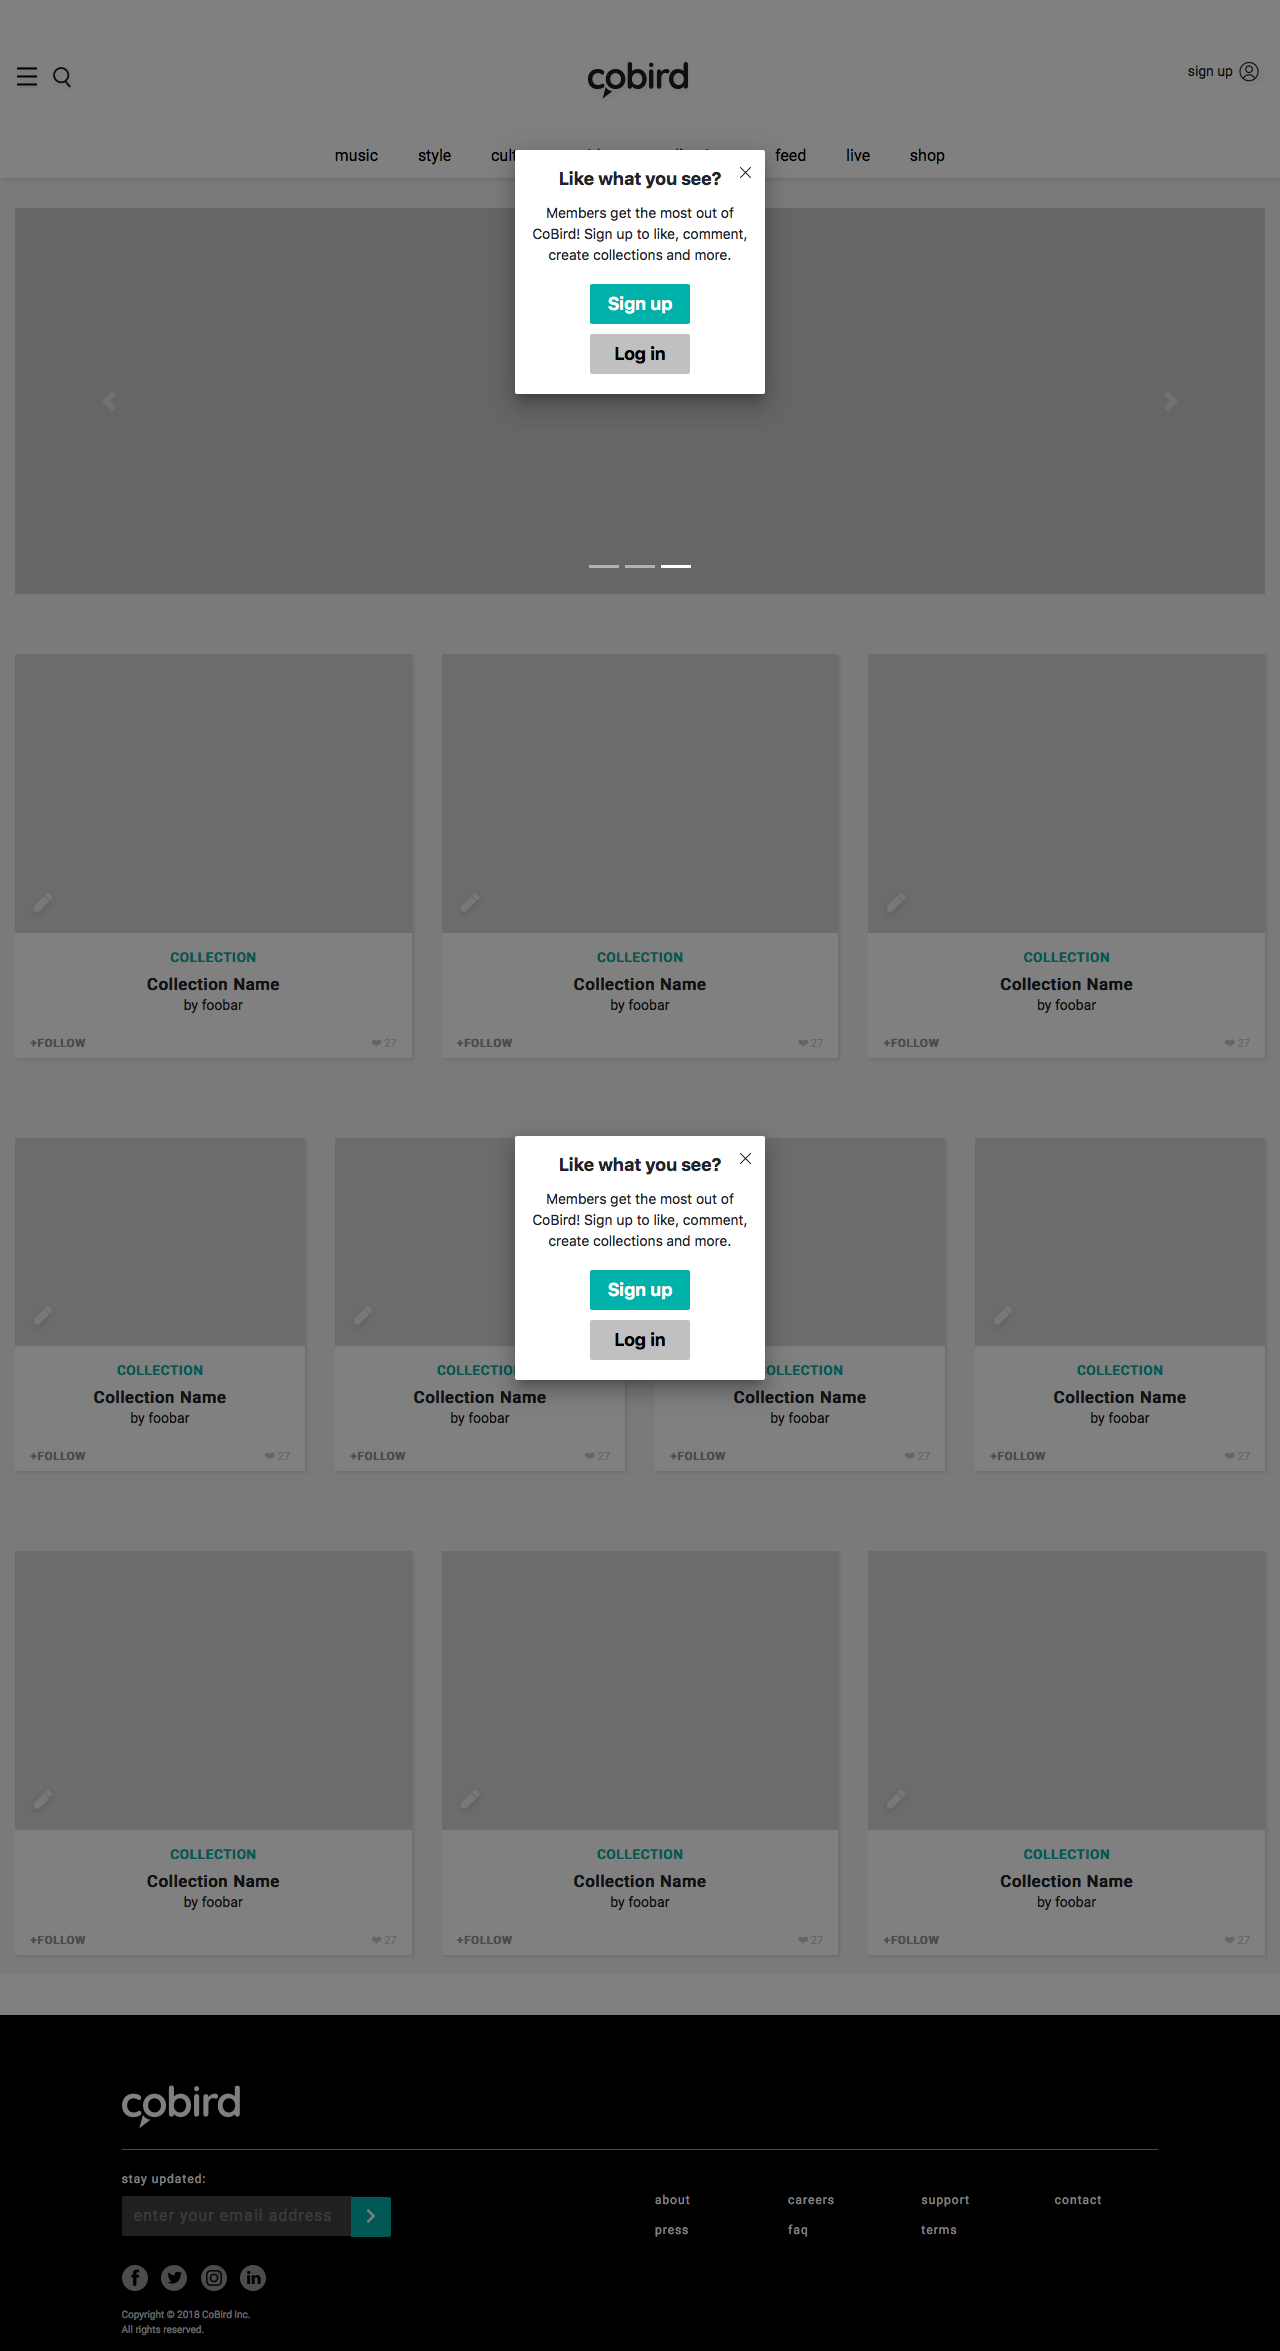 cobird
sign up
music style feed live shop
Like what you see?
Members get the most out of
CoBird! Sign up to like, comment,
create collections and more.
Sign up
Log in
COLLECTION COLLECTION COLLECTION
Collection Name Collection Name Collection Name
by foobar by foobar by foobar
+FOLLOW 27 +FOLLOW 27 +FOLLOW 27
Like what you see?
Members get the most out of
CoBird! Sign up to like, comment,
create collections and more.
Sign up
Log in
COLLECTION COLLECTION
Collection Name Collection Name Collection Name Collection Name
by foobar by foobar by foobar by foobar
+FOLLOW 27 +FOLLOW 27 +FOLLOW 27 +FOLLOW 27
COLLECTION COLLECTION COLLECTION
Collection Name Collection Name Collection Name
by foobar by foobar by foobar
+FOLLOW 27 +FOLLOW 27 +FOLLOW 27
cobird
stay updated:
enter your email address
about careers support contact
press faq terms
Copyright © 2018 CoBird Inc.
All rights reserved.